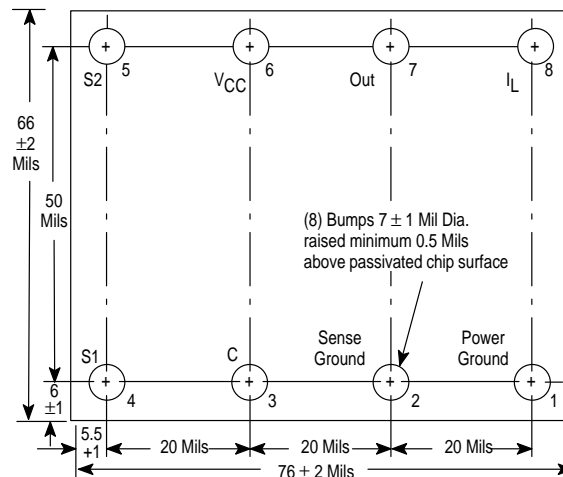 S2
5
VCC
6
Out
7
IL
8
66
±2
Mils
50
Mils
(8) Bumps 7 ± 1 Mil Dia.
raised minimum 0.5 Mils
above passivated chip surface
S1
C
Sense
Ground
Power
Ground
4
3
2
1
6
±1
5.5
+1
20 Mils
20 Mils
20 Mils
76 ± 2 Mils